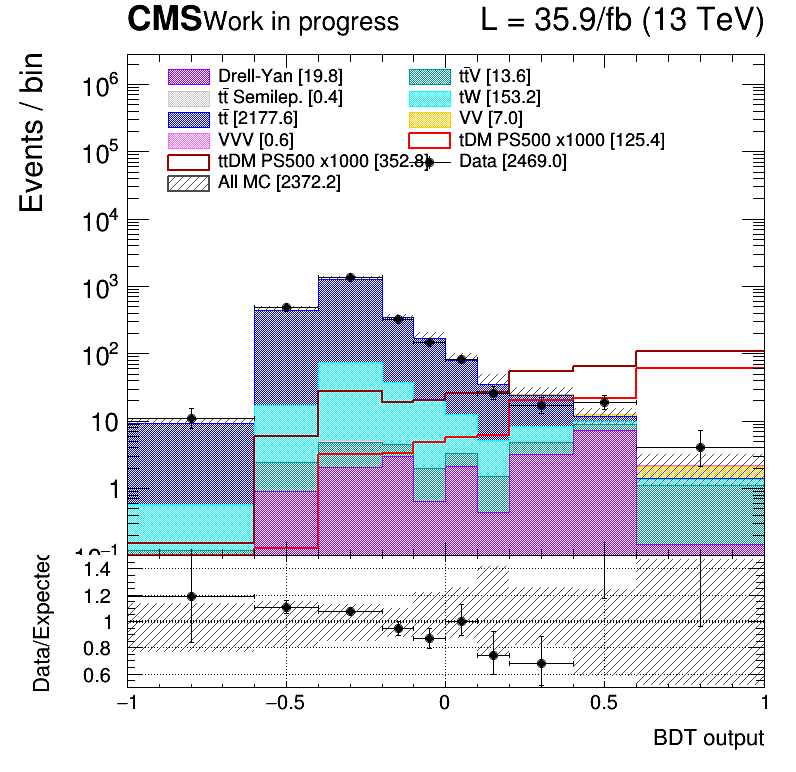 CMS Work in progress L = 35.9/fb (13 TeV)
Events / bin
Drell-Yan [19.8] tt̄V [13.6]
tt̄ Semilep. [0.4] tW [153.2]
tt̄ [2177.6] VV [7.0]
VVV [0.6] tDM PS500 x1000 [125.4]
ttDM PS500 x1000 [352.8] Data [2469.0]
All MC [2372.2]
10⁶
10⁵
10⁴
10³
10²
10
1
10⁻¹
Data/Expected
1.4
1.2
1
0.8
0.6
−1 −0.5 0 0.5 1
BDT output